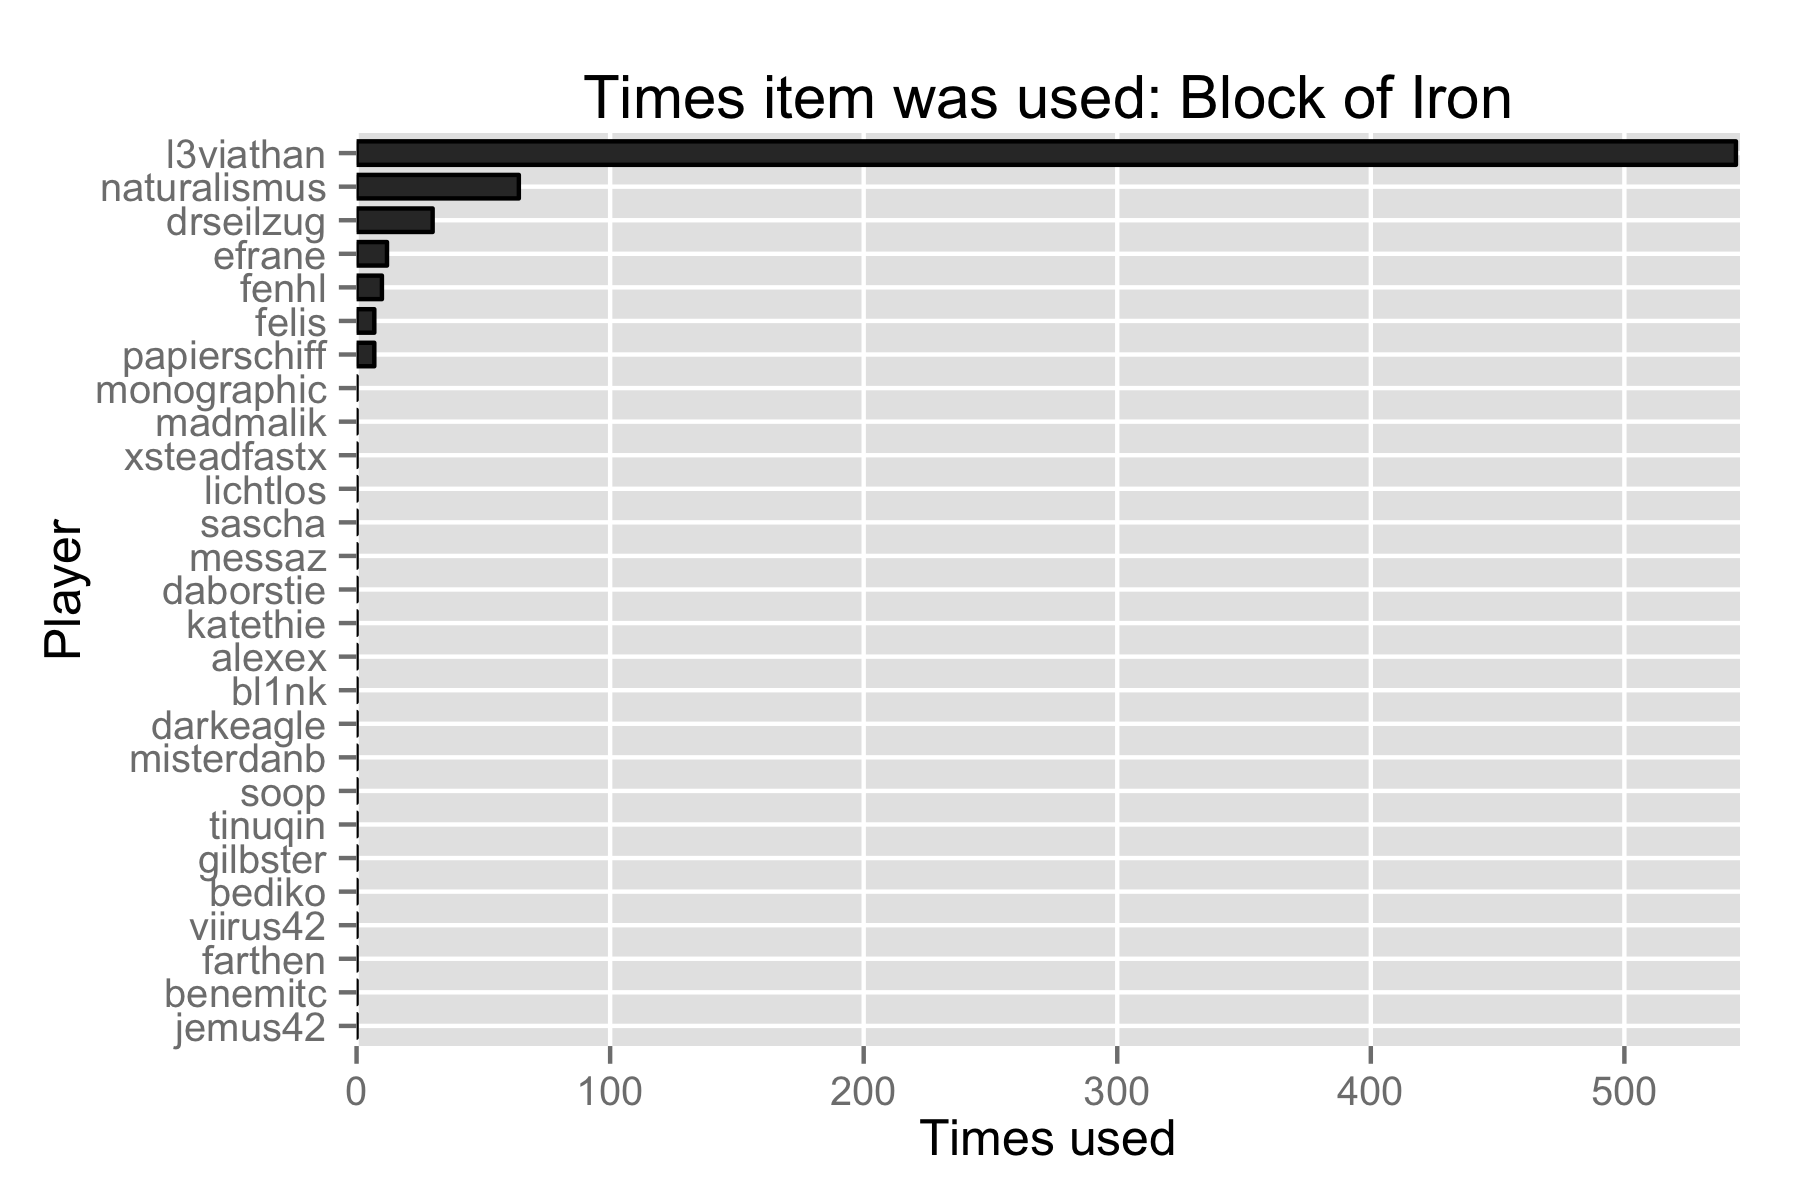 Times item was used: Block of Iron
l3viathan
naturalismus
drseilzug
efrane
fenhl
felis
papierschiff
monographic
madmalik
xsteadfastx
lichtlos
sascha
messaz
daborstie
katethie
alexex
bl1nk
darkeagle
misterdanb
soop
tinuqin
gilbster
bediko
viirus42
farthen
benemitc
jemus42
Player
0 100 200 300 400 500
Times used